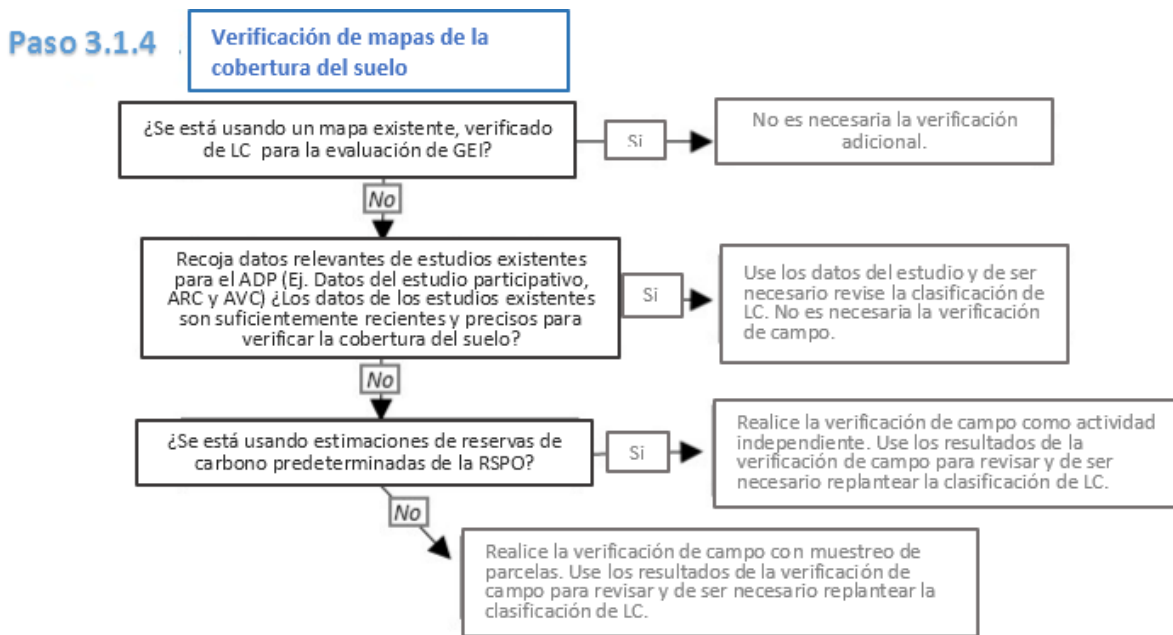 Paso 3.1.4
Verificación de mapas de la
cobertura del suelo
¿Se está usando un mapa existente, verificado
de LC para la evaluación de GEI?
Si
No es necesaria la verificación
adicional.
No
Recoja datos relevantes de estudios existentes
para el ADP (Ej. Datos del estudio participativo,
ARC y AVC) ¿Los datos de los estudios existentes
son suficientemente recientes y precisos para
verificar la cobertura del suelo?
Si
Use los datos del estudio y de ser
necesario revise la clasificación de
LC. No es necesaria la verificación
de campo.
No
¿Se está usando estimaciones de reservas de
carbono predeterminadas de la RSPO?
Si
Realice la verificación de campo como actividad
independiente. Use los resultados de la
verificación de campo para revisar y de ser
necesario replantear la clasificación de LC.
No
Realice la verificación de campo con muestreo de
parcelas. Use los resultados de la verificación de
campo para revisar y de ser necesario replantear la
clasificación de LC.